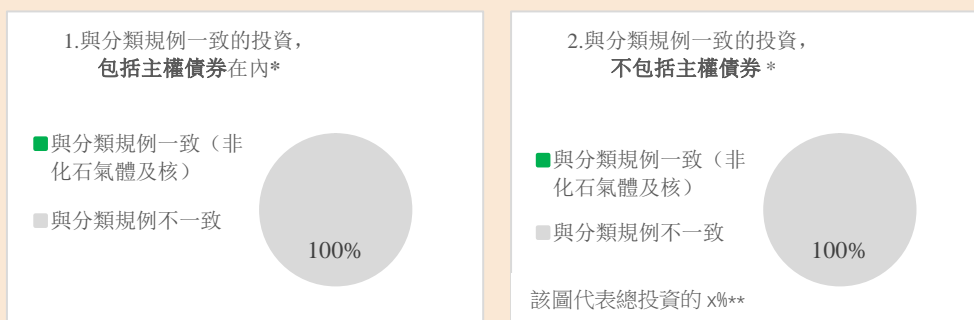 1.與分類規例一致的投資，
包括主權債券在內*
與分類規例一致（非
化石氣體及核）
與分類規例不一致
100%
2.與分類規例一致的投資，
不包括主權債券 *
與分類規例一致（非
化石氣體及核）
與分類規例不一致
100%
該圖代表總投資的 x%**